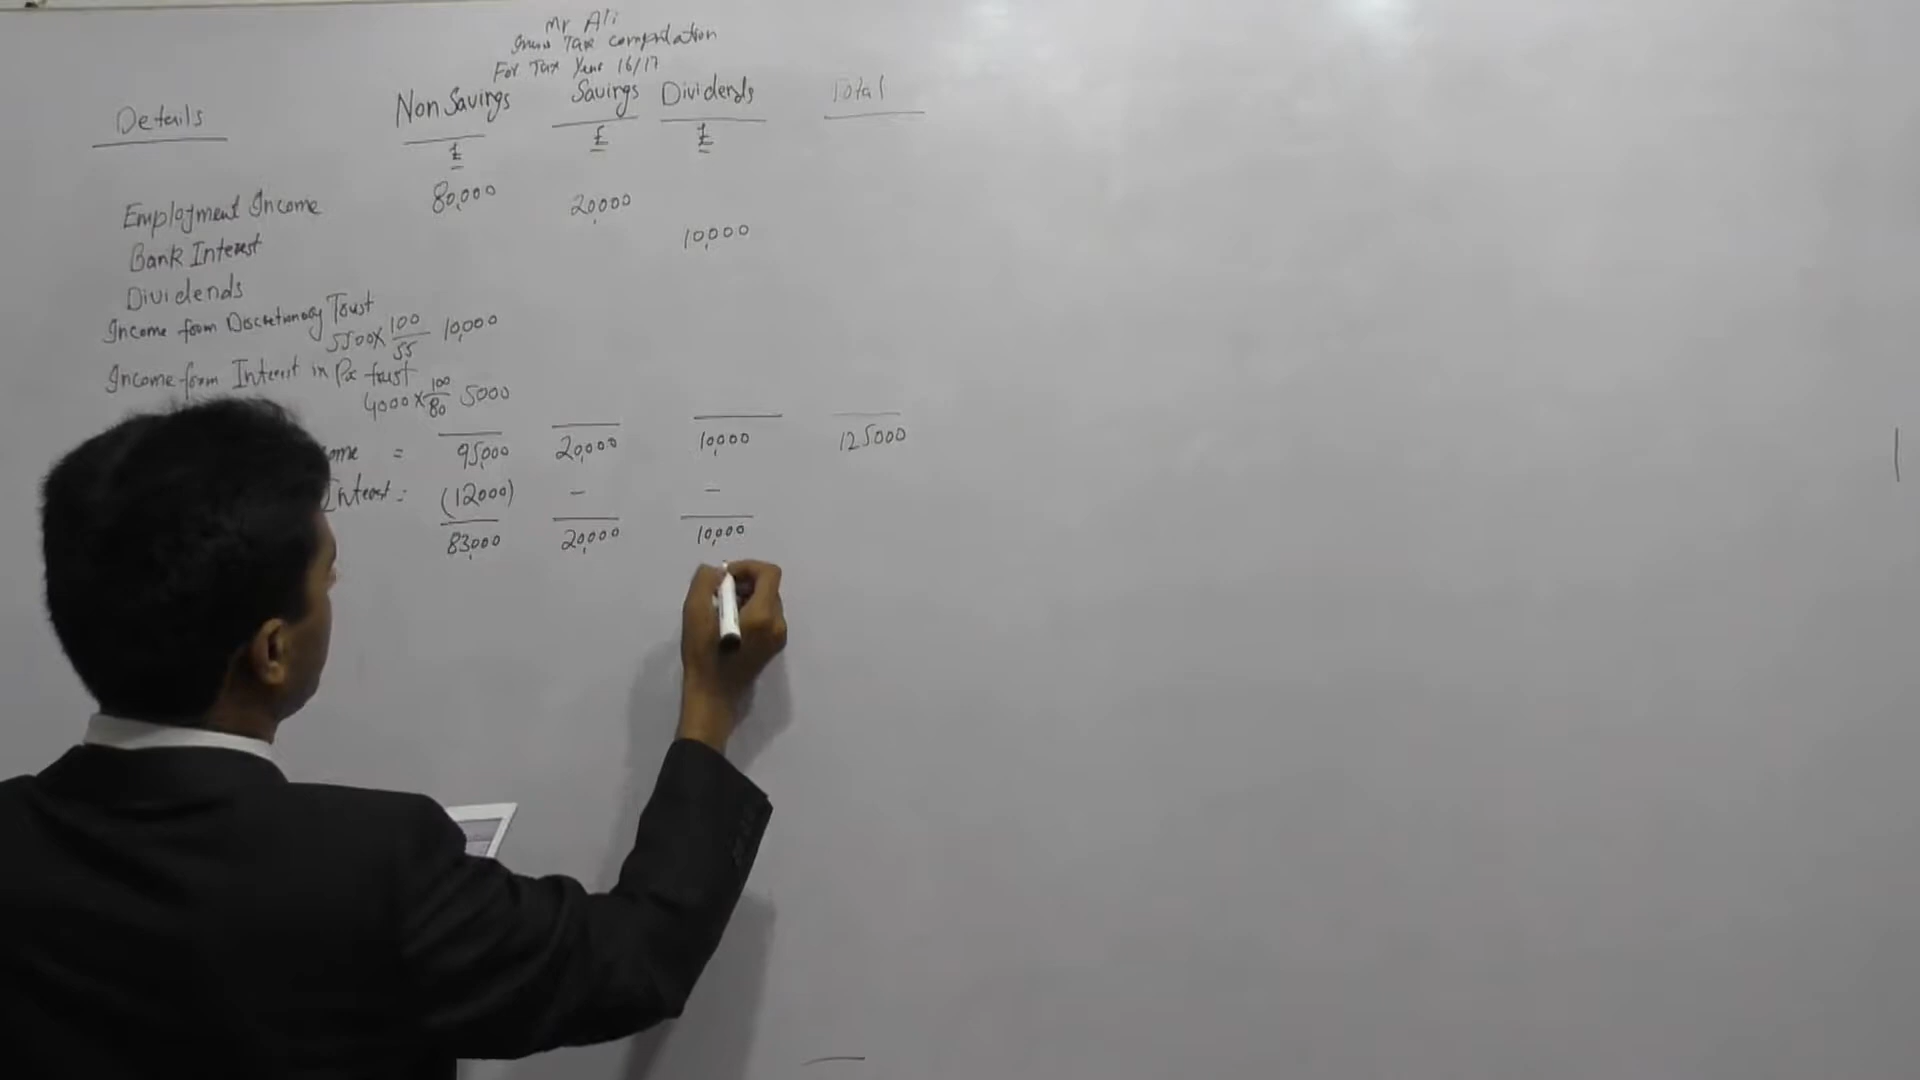 Mr Ali
Income Tax computation
For Tax Year 16/17
Details Non Savings Savings Dividends Total
£ £ £
Employment Income 80,000 20,000
Bank Interest 10,000
Dividends
Income from Discretionary Trust
5500 × 100/55 10,000
Income from Interest in Px trust
4000 × 100/80 5000
ome = 95,000 20,000 10,000 125000
Interest = (12000) - -
83,000 20,000 10,000